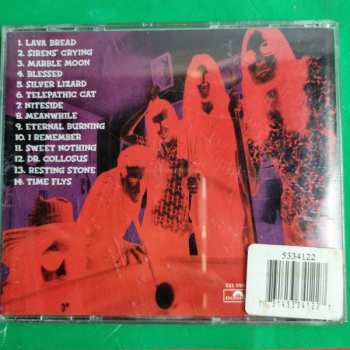 1. LAVA BREAD
2. SIRENS' CRYING
3. MARBLE MOON
4. BLESSED
5. SILVER LIZARD
6. TELEPATHIC CAT
7. NITESIDE
8. MEANWHILE
9. ETERNAL BURNING
10. I REMEMBER
11. SWEET NOTHING
12. DR. COLLOSUS
13. RESTING STONE
14. TIME FLYS
5334122